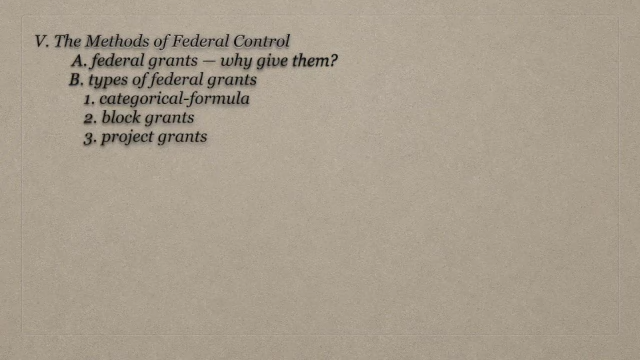 V. The Methods of Federal Control
A. federal grants — why give them?
B. types of federal grants
1. categorical-formula
2. block grants
3. project grants